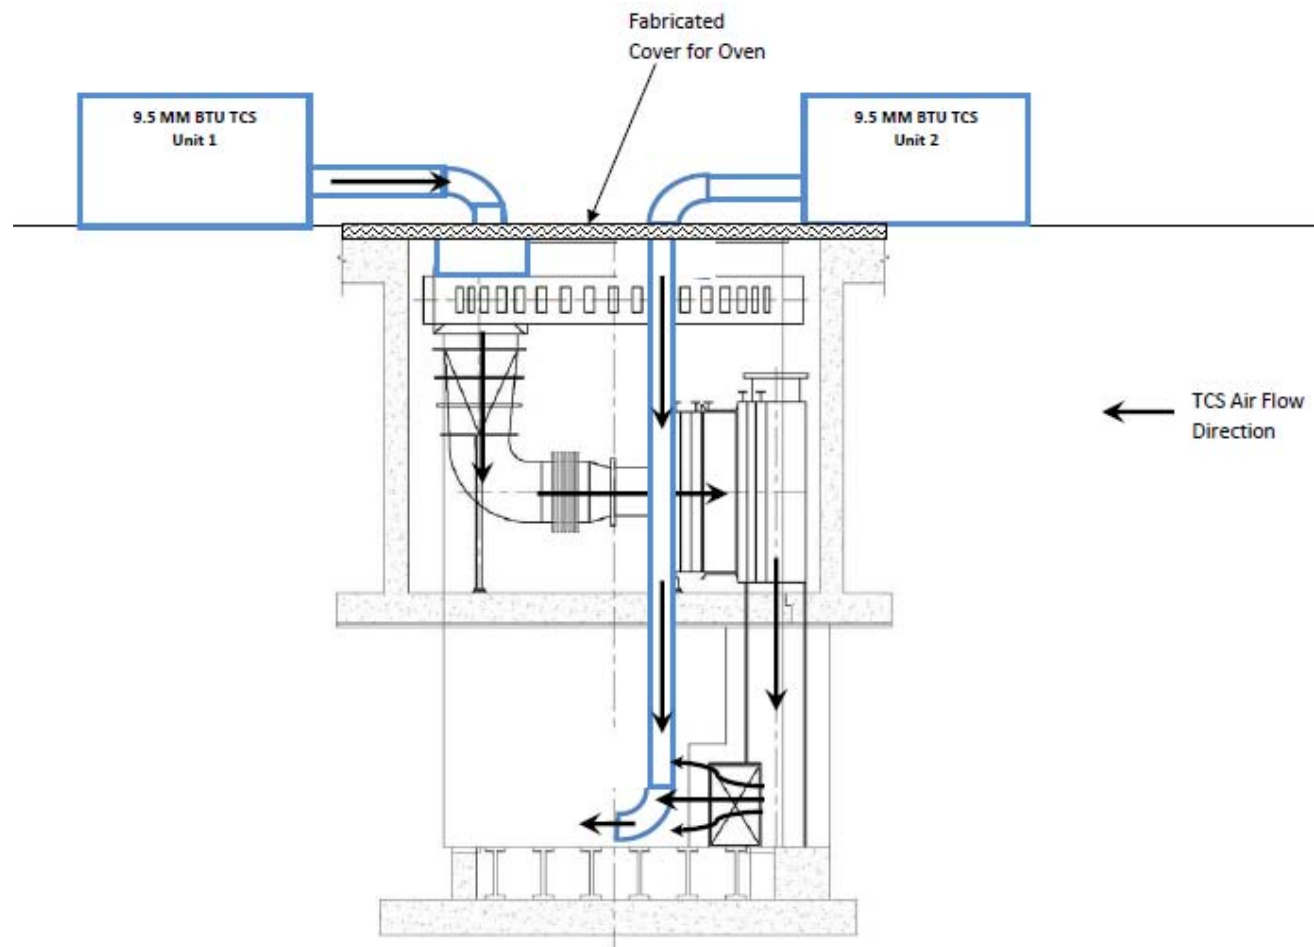 Fabricated
Cover for Oven
9.5 MM BTU TCS
Unit 1
9.5 MM BTU TCS
Unit 2
TCS Air Flow
Direction
L